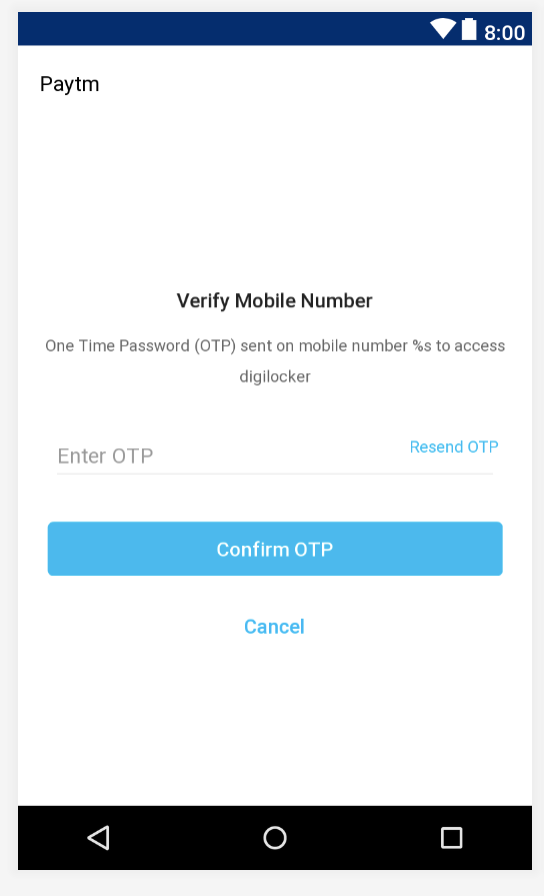 8:00
Paytm
Verify Mobile Number
One Time Password (OTP) sent on mobile number %s to access
digilocker
Resend OTP
Enter OTP
Confirm OTP
Cancel